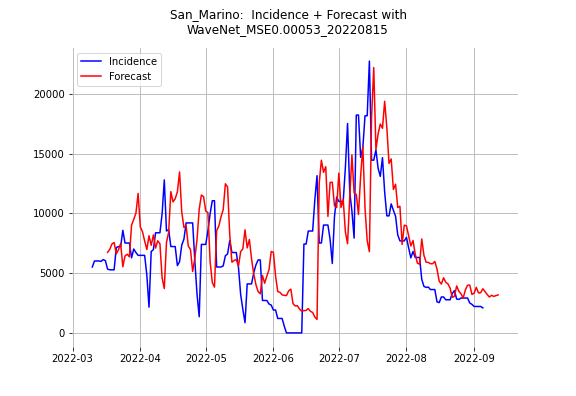 San_Marino:  Incidence + Forecast with
WaveNet_MSE0.00053_20220815
Incidence
Forecast
20000
15000
10000
5000
0
2022-03 2022-04 2022-05 2022-06 2022-07 2022-08 2022-09